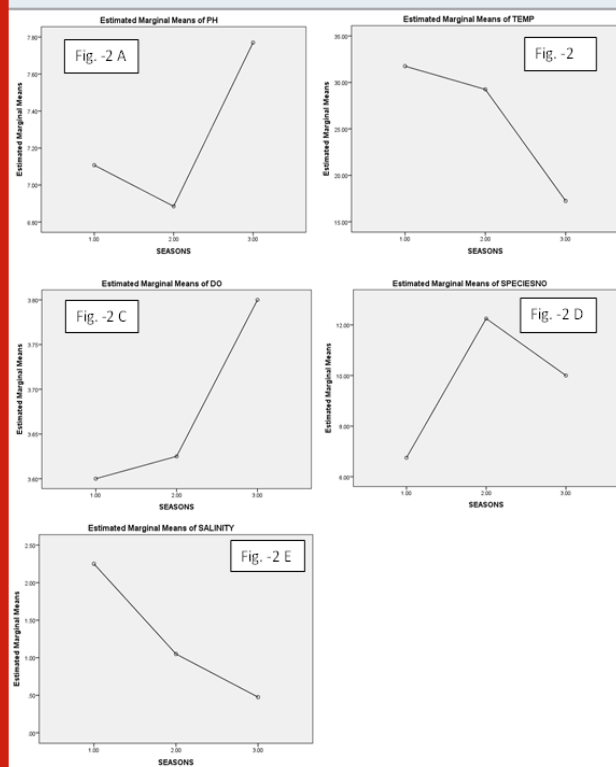 Estimated Marginal Means of PH
Fig. -2 A
Estimated Marginal Means
7.80
7.60
7.40
7.20
7.00
6.80
1.00 2.00 3.00
SEASONS
Estimated Marginal Means of TEMP
Fig. -2
Estimated Marginal Means
35.00
30.00
25.00
20.00
15.00
1.00 2.00 3.00
SEASONS
Estimated Marginal Means of DO
Fig. -2 C
Estimated Marginal Means
3.80
3.75
3.70
3.65
3.60
1.00 2.00 3.00
SEASONS
Estimated Marginal Means of SPECIESNO
Fig. -2 D
Estimated Marginal Means
12.00
10.00
8.00
6.00
1.00 2.00 3.00
SEASONS
Estimated Marginal Means of SALINITY
Fig. -2 E
Estimated Marginal Means
2.50
2.00
1.50
1.00
.50
.00
1.00 2.00 3.00
SEASONS